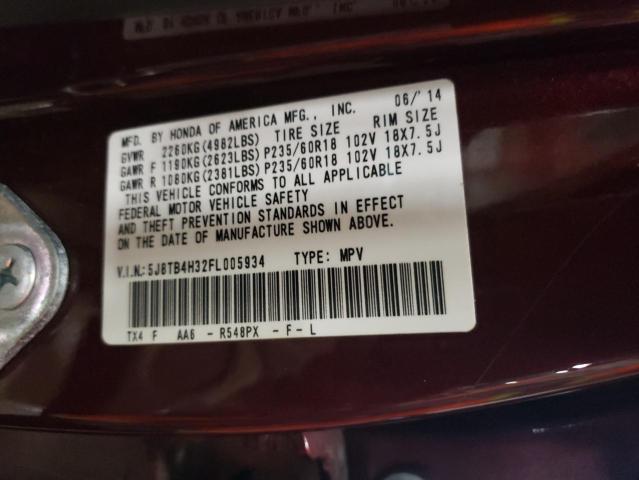 MFD. BY HONDA OF AMERICA MFG., INC. 06/'14
GVWR 2260KG(4982LBS) TIRE SIZE RIM SIZE
GAWR F 1190KG(2623LBS) P235/60R18 102V 18X7.5J
GAWR R 1080KG(2381LBS) P235/60R18 102V 18X7.5J
THIS VEHICLE CONFORMS TO ALL APPLICABLE
FEDERAL MOTOR VEHICLE SAFETY
AND THEFT PREVENTION STANDARDS IN EFFECT
ON THE DATE OF MANUFACTURE SHOWN ABOVE.
V.I.N.:5J8TB4H32FL005934 TYPE: MPV
TX4 F AA6 - R548PX - F - L